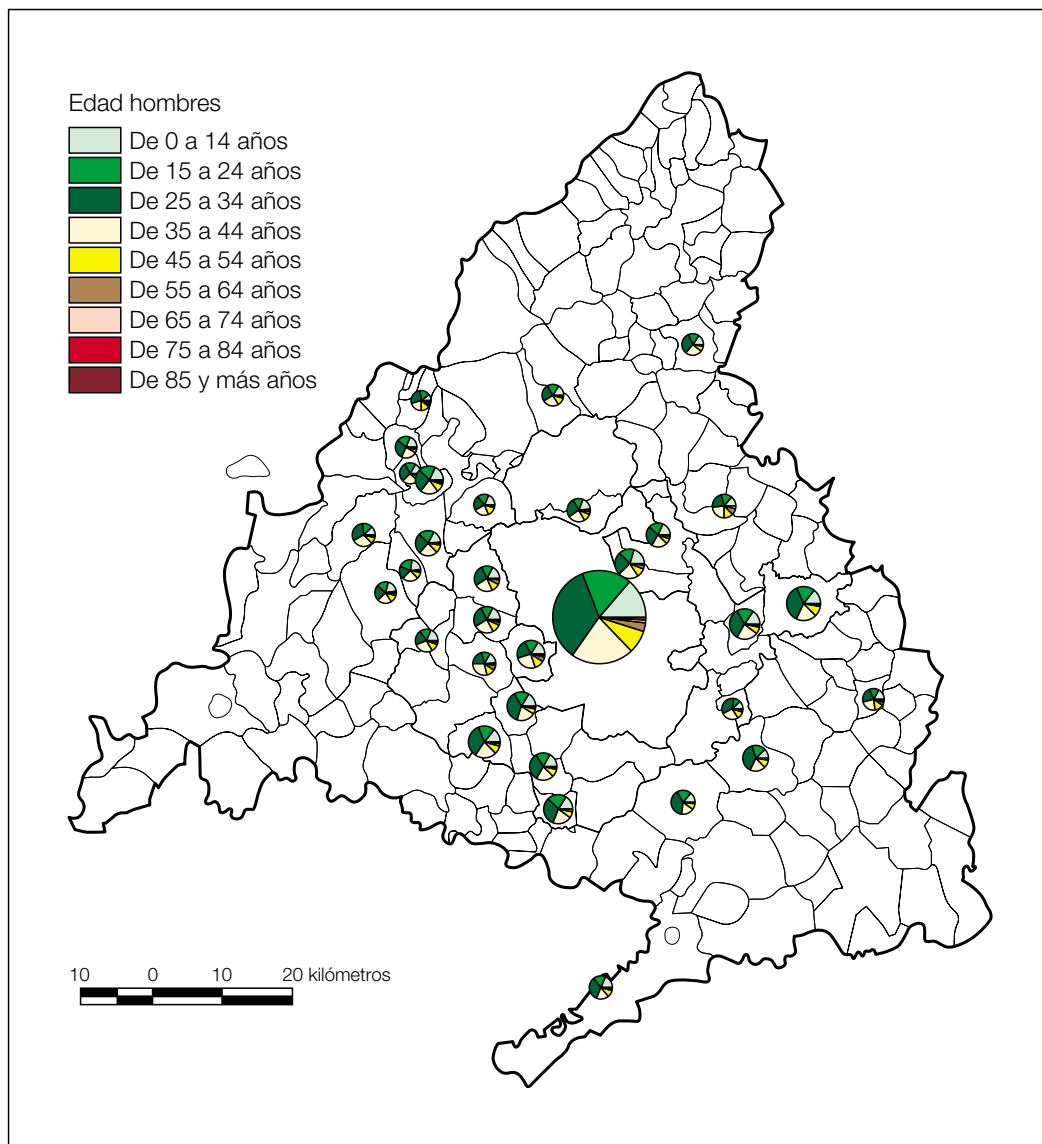 Edad hombres
De 0 a 14 años
De 15 a 24 años
De 25 a 34 años
De 35 a 44 años
De 45 a 54 años
De 55 a 64 años
De 65 a 74 años
De 75 a 84 años
De 85 y más años
10 0 10 20 kilómetros